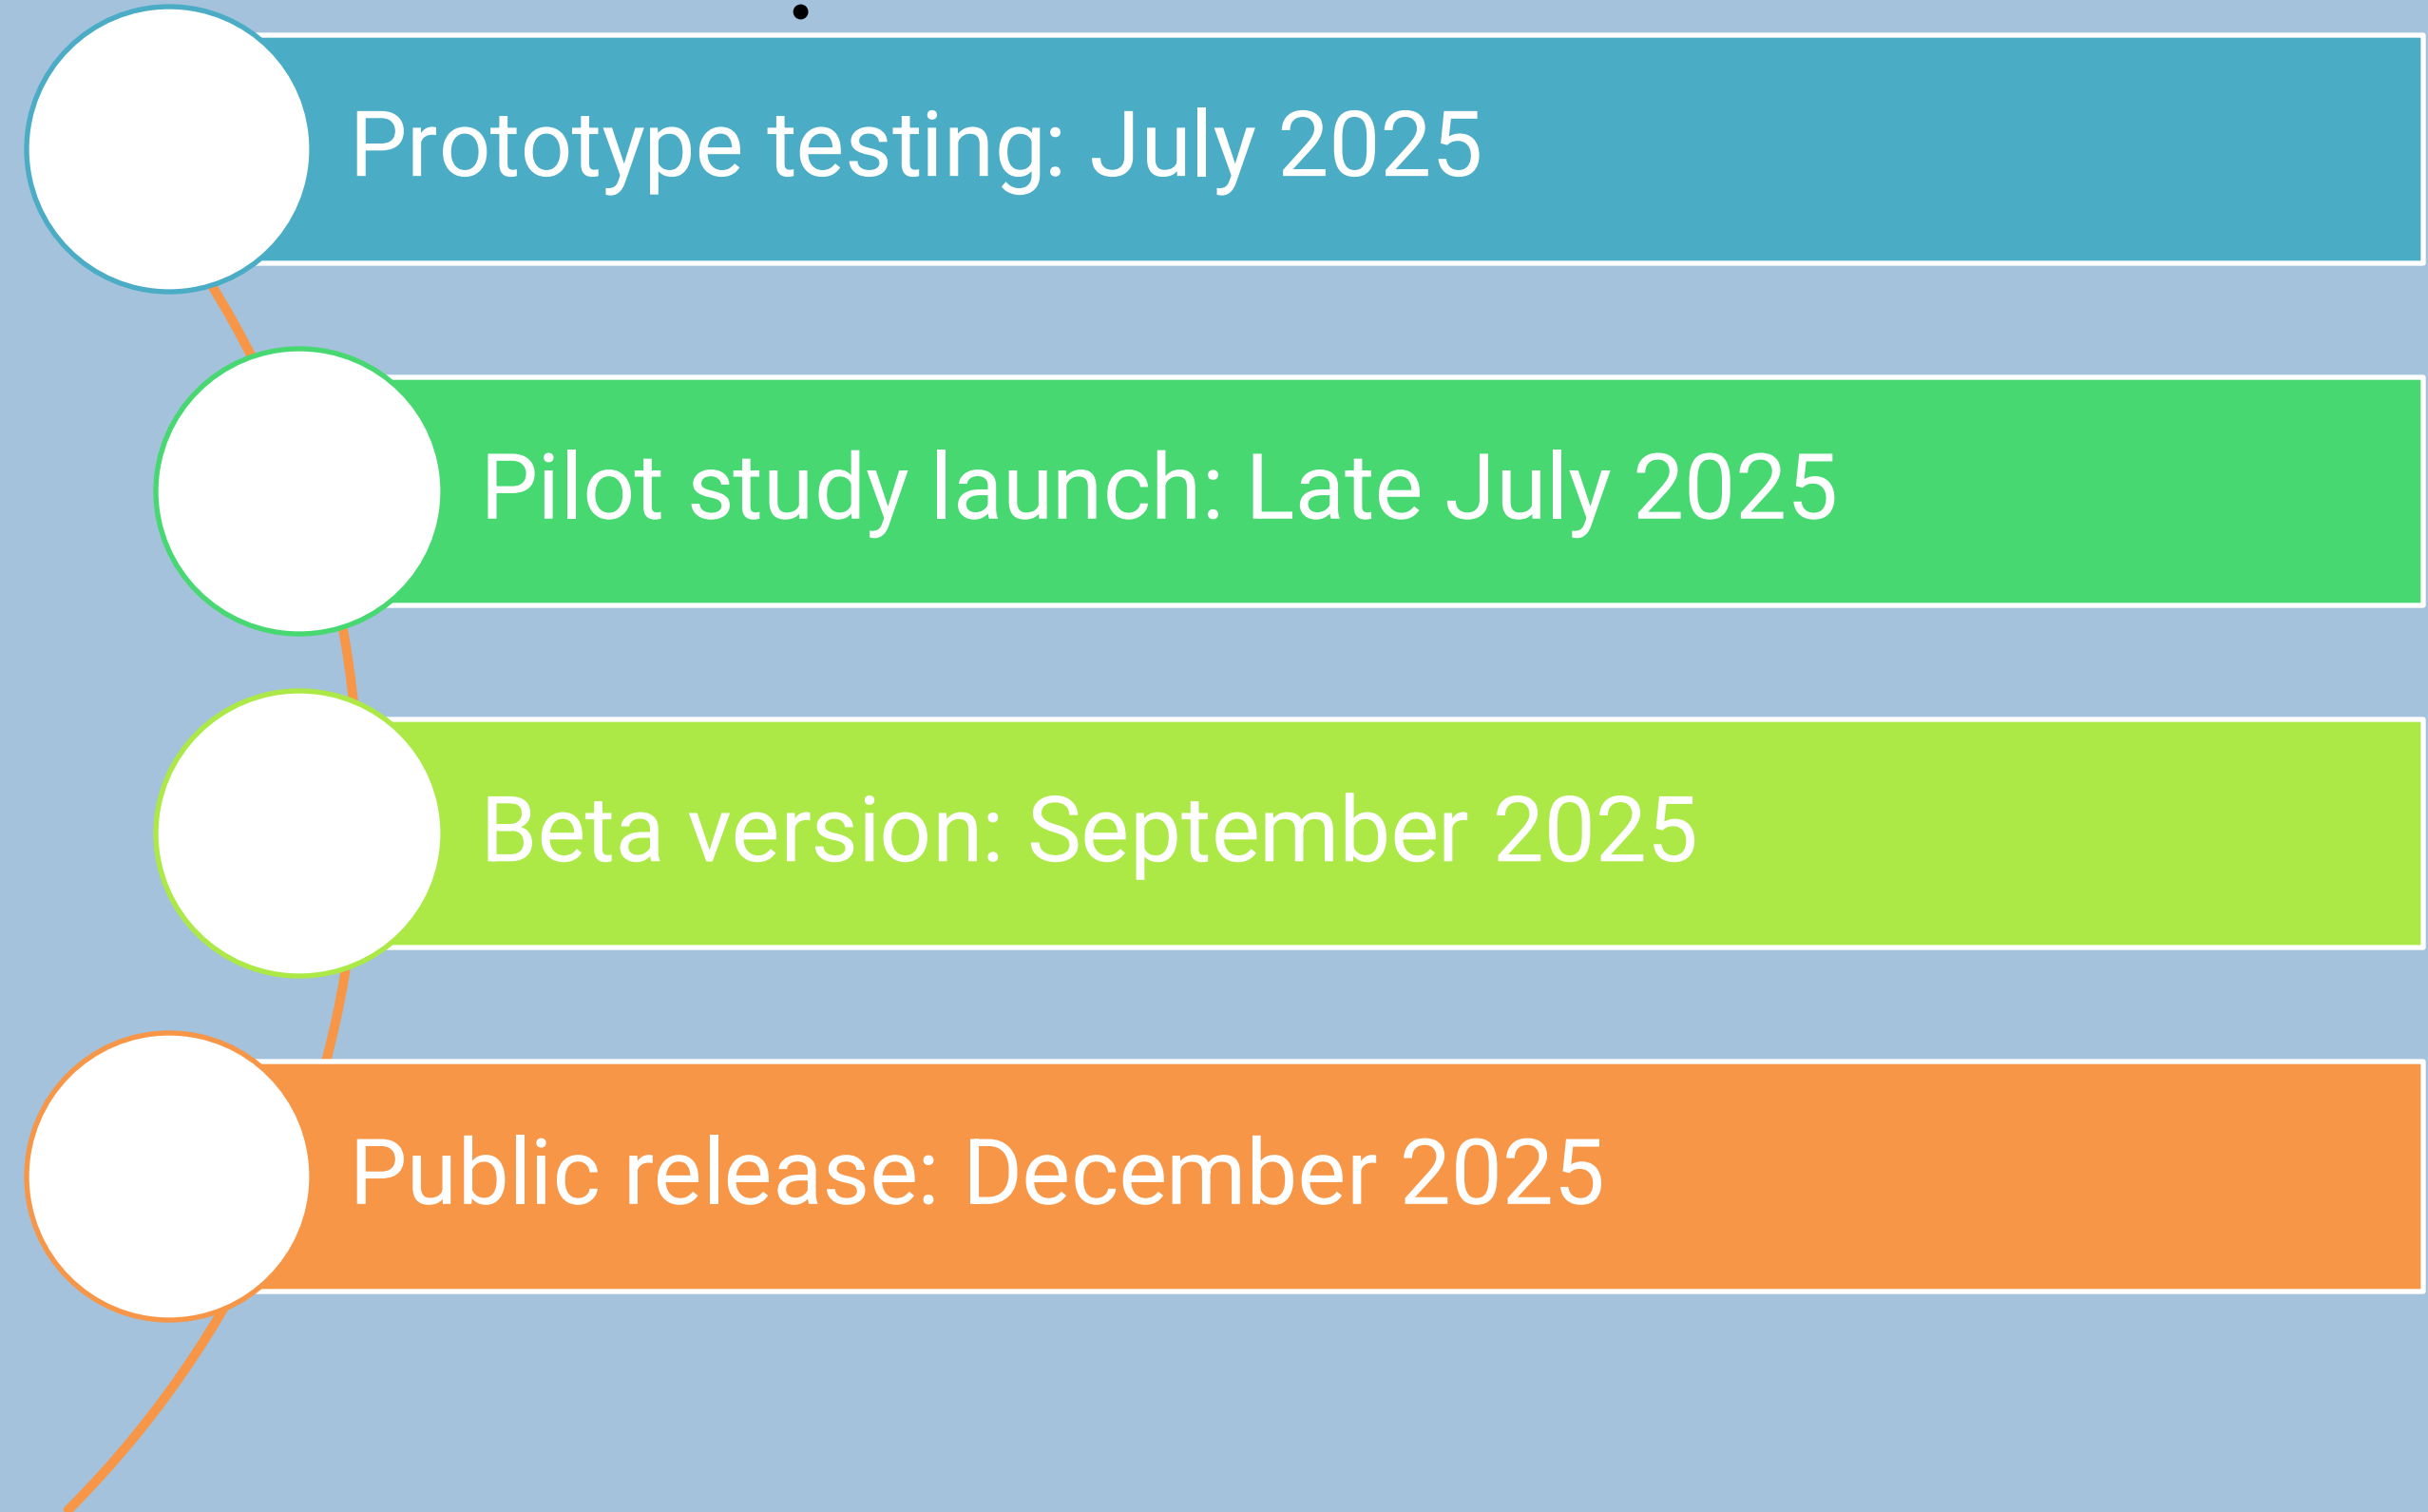 Prototype testing: July 2025
Pilot study launch: Late July 2025
Beta version: September 2025
Public release: December 2025